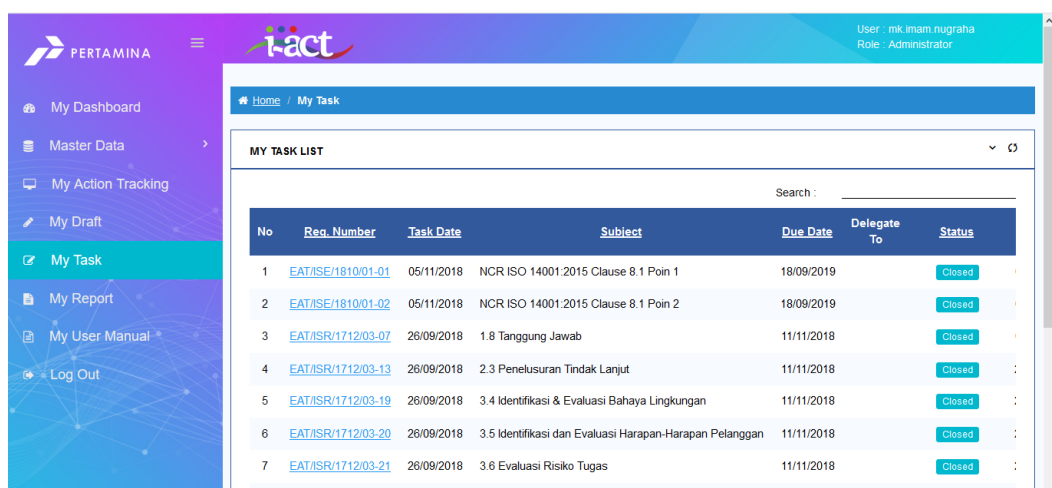 PERTAMINA
i-act
User : mk.imam.nugraha
Role : Administrator
My Dashboard
Master Data
My Action Tracking
My Draft
My Task
My Report
My User Manual
Log Out
Home / My Task
MY TASK LIST
Search :
No Req. Number Task Date Subject Due Date Delegate To Status
1 EAT/ISE/1810/01-01 05/11/2018 NCR ISO 14001:2015 Clause 8.1 Poin 1 18/09/2019 Closed
2 EAT/ISE/1810/01-02 05/11/2018 NCR ISO 14001:2015 Clause 8.1 Poin 2 18/09/2019 Closed
3 EAT/ISR/1712/03-07 26/09/2018 1.8 Tanggung Jawab 11/11/2018 Closed
4 EAT/ISR/1712/03-13 26/09/2018 2.3 Penelusuran Tindak Lanjut 11/11/2018 Closed
5 EAT/ISR/1712/03-19 26/09/2018 3.4 Identifikasi & Evaluasi Bahaya Lingkungan 11/11/2018 Closed
6 EAT/ISR/1712/03-20 26/09/2018 3.5 Identifikasi dan Evaluasi Harapan-Harapan Pelanggan 11/11/2018 Closed
7 EAT/ISR/1712/03-21 26/09/2018 3.6 Evaluasi Risiko Tugas 11/11/2018 Closed